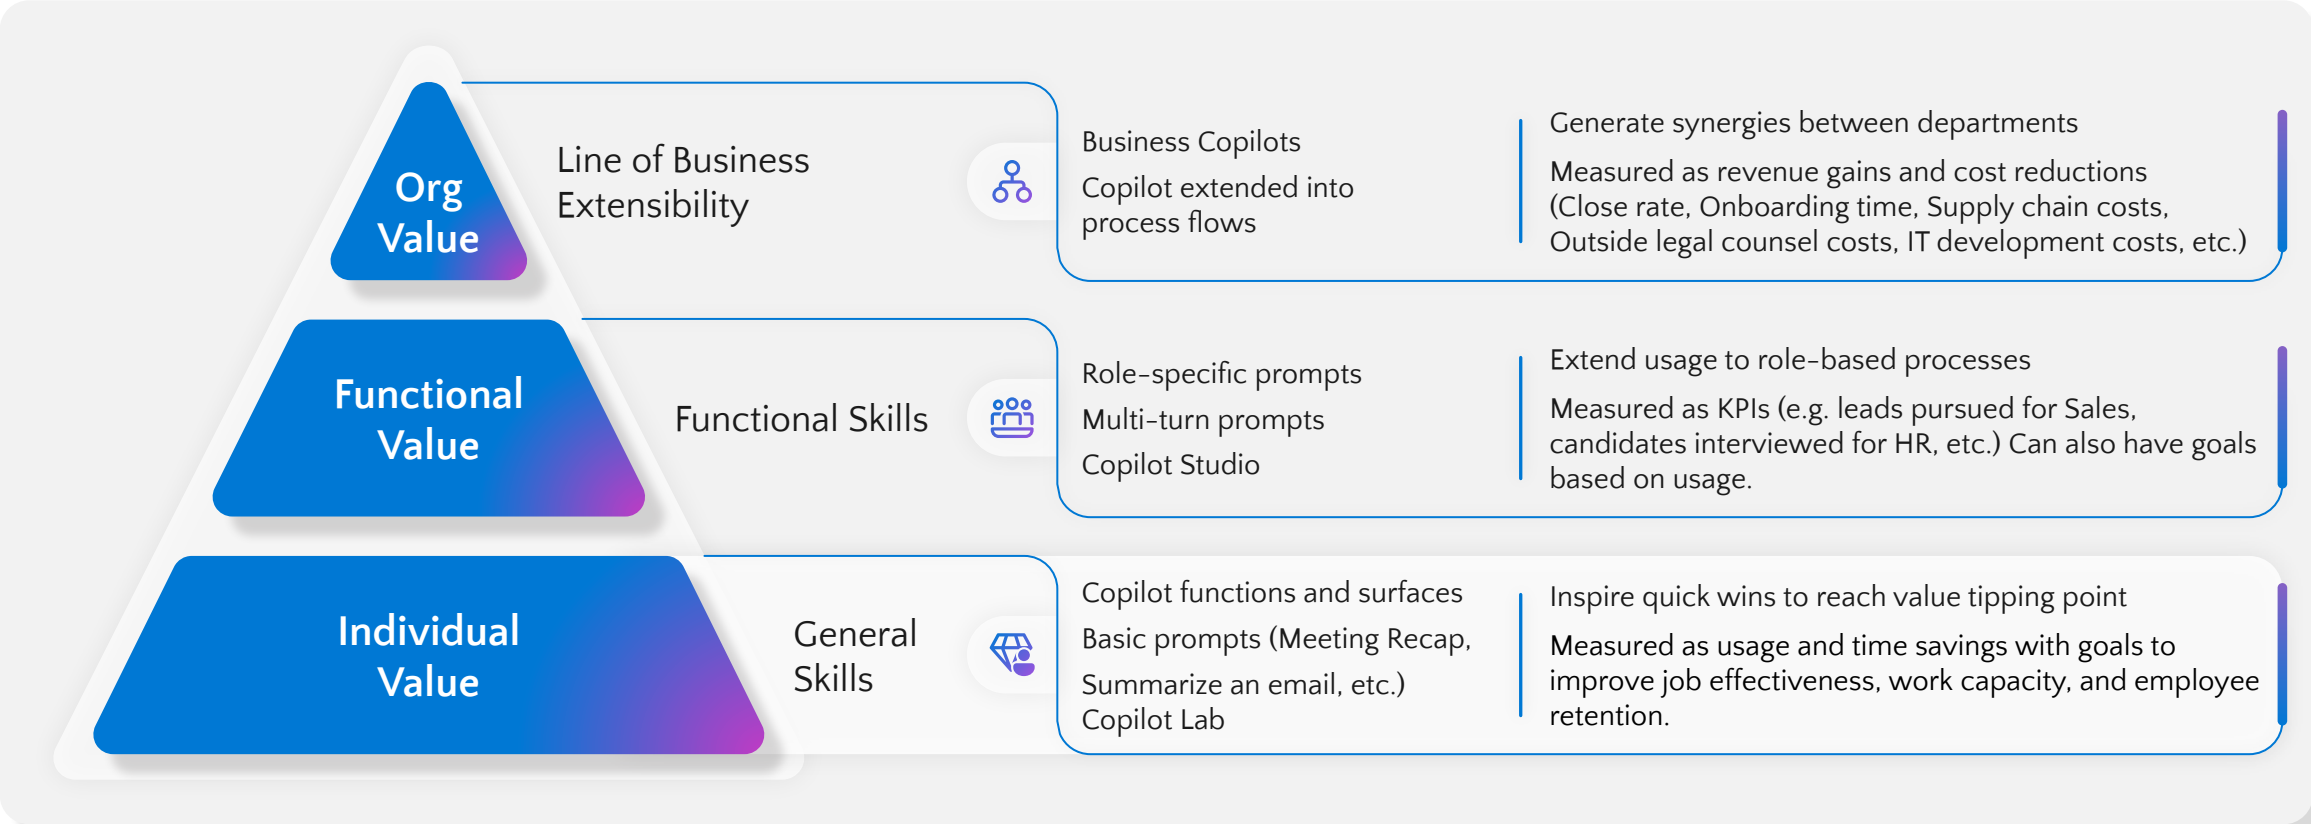 Org
Value
Line of Business
Extensibility
Business Copilots
Copilot extended into
process flows
Generate synergies between departments
Measured as revenue gains and cost reductions
(Close rate, Onboarding time, Supply chain costs,
Outside legal counsel costs, IT development costs, etc.)
Functional
Value
Functional Skills
Role-specific prompts
Multi-turn prompts
Copilot Studio
Extend usage to role-based processes
Measured as KPIs (e.g. leads pursued for Sales,
candidates interviewed for HR, etc.) Can also have goals
based on usage.
Individual
Value
General
Skills
Copilot functions and surfaces
Basic prompts (Meeting Recap,
Summarize an email, etc.)
Copilot Lab
Inspire quick wins to reach value tipping point
Measured as usage and time savings with goals to
improve job effectiveness, work capacity, and employee
retention.